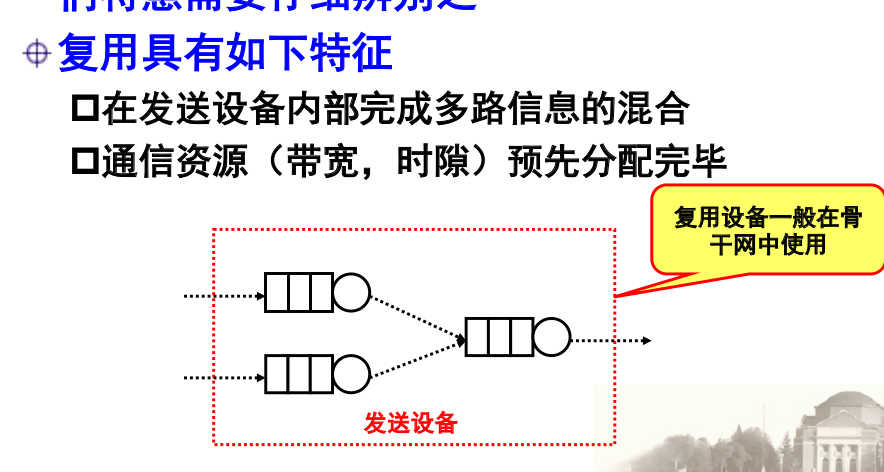 复用具有如下特征
在发送设备内部完成多路信息的混合
通信资源（带宽，时隙）预先分配完毕
复用设备一般在骨
干网中使用
发送设备